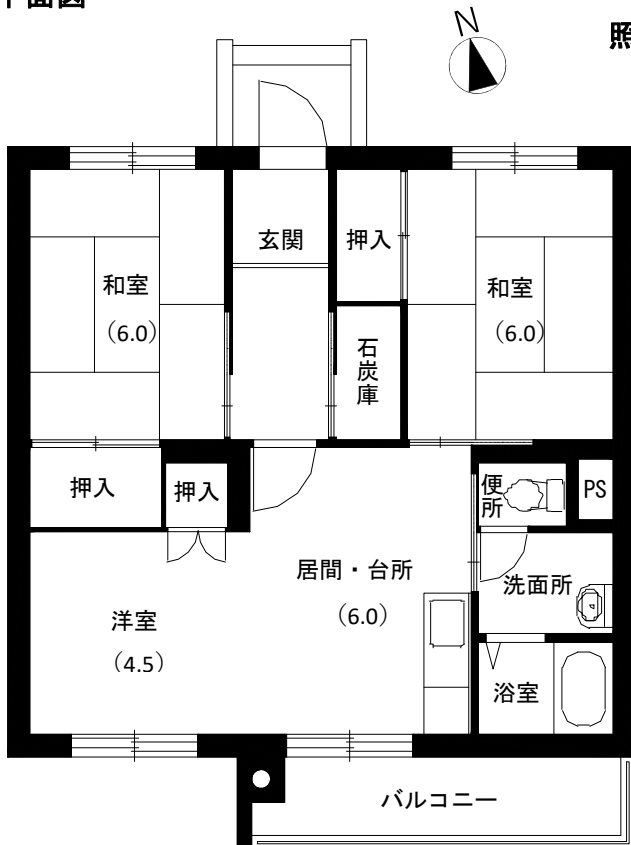 平面図
N
照
玄関
押入
和室
(6.0)
和室
(6.0)
石炭庫
押入
押入
便所
PS
居間・台所
(6.0)
洗面所
洋室
(4.5)
浴室
バルコニー